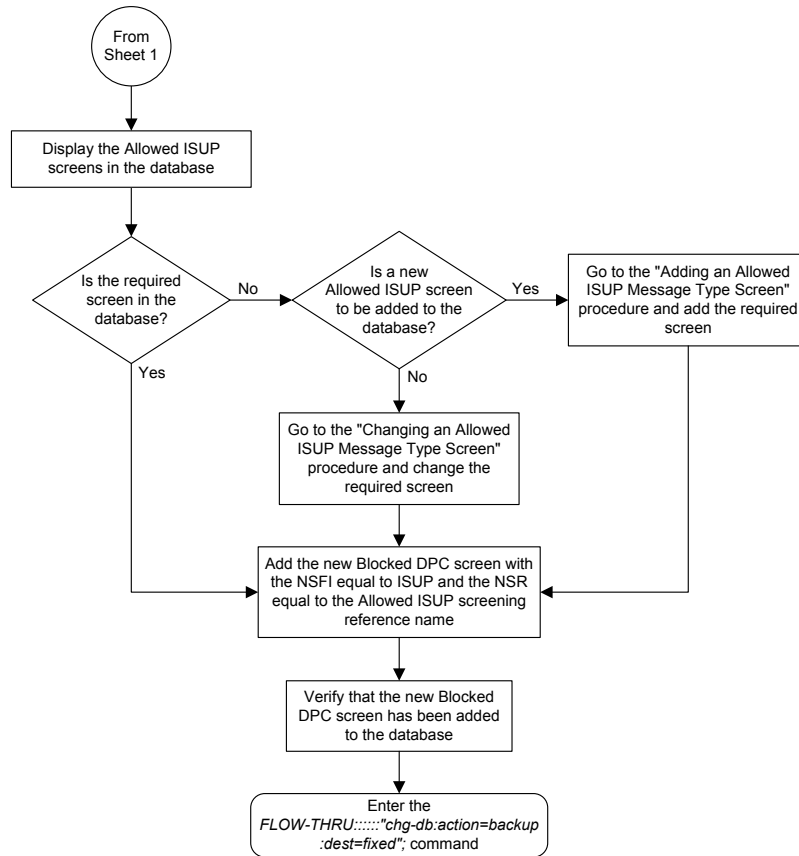 From
Sheet 1
Display the Allowed ISUP
screens in the database
Is the required
screen in the
database?
No
Yes
Is a new
Allowed ISUP screen
to be added to the
database?
Yes
No
Go to the "Adding an Allowed
ISUP Message Type Screen"
procedure and add the required
screen
Go to the "Changing an Allowed
ISUP Message Type Screen"
procedure and change the
required screen
Add the new Blocked DPC screen with
the NSFI equal to ISUP and the NSR
equal to the Allowed ISUP screening
reference name
Verify that the new Blocked
DPC screen has been added
to the database
Enter the
FLOW-THRU::::::"chg-db:action=backup
:dest=fixed"; command